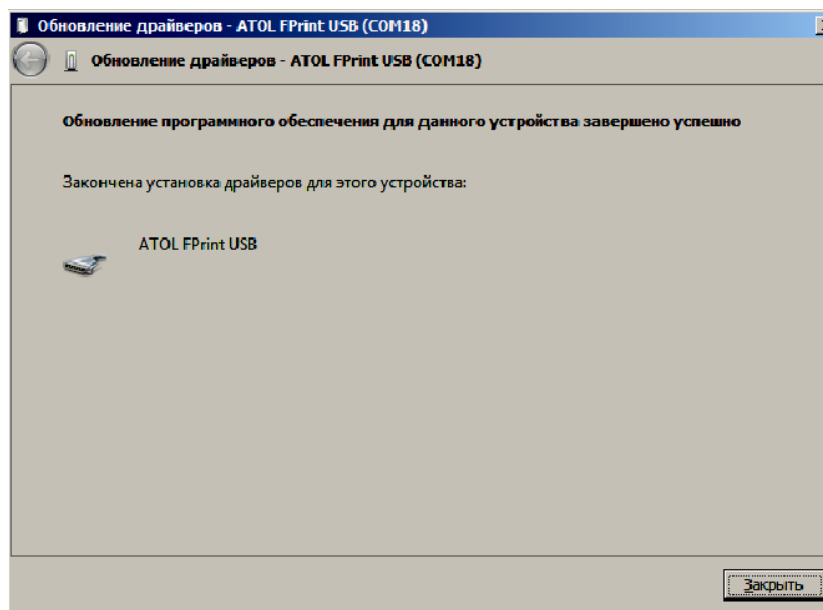 Обновление драйверов - ATOL FPrint USB (COM18)
Обновление драйверов - ATOL FPrint USB (COM18)
Обновление программного обеспечения для данного устройства завершено успешно
Закончена установка драйверов для этого устройства:
ATOL FPrint USB
Закрыть